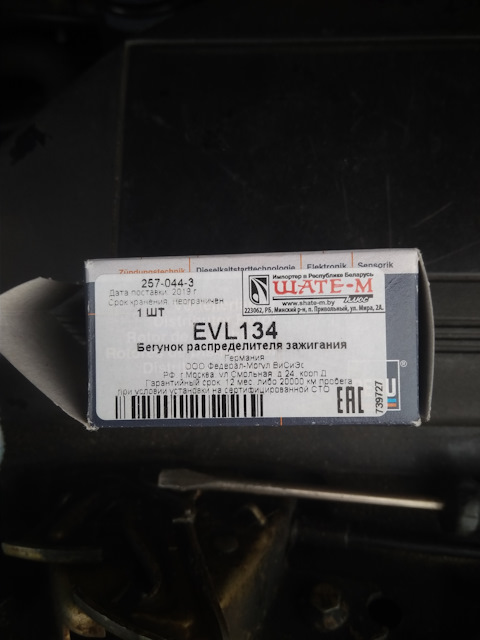 Zündungstechnik Dieselkaltstarttechnologie Elektronik Sensorik
257-044-3
Дата поставки: 2019 г
Срок хранения: Неограничен
1 ШТ
Импортер в Республике Беларусь
ШАТЕ-М
www.shate-m.by плюс
223062, РБ, Минский р-н, п. Привольный, ул. Мира, 2А.
EVL134
Бегунок распределителя зажигания
Германия
ООО Федерал-Могул ВиСиЭс
РФ, г.Москва, ул.Смольная, д.24, корп.Д
Гарантийный срок: 12 мес. либо 20000 км пробега
при условии установки на сертифицированной СТО
EAC
739727
U